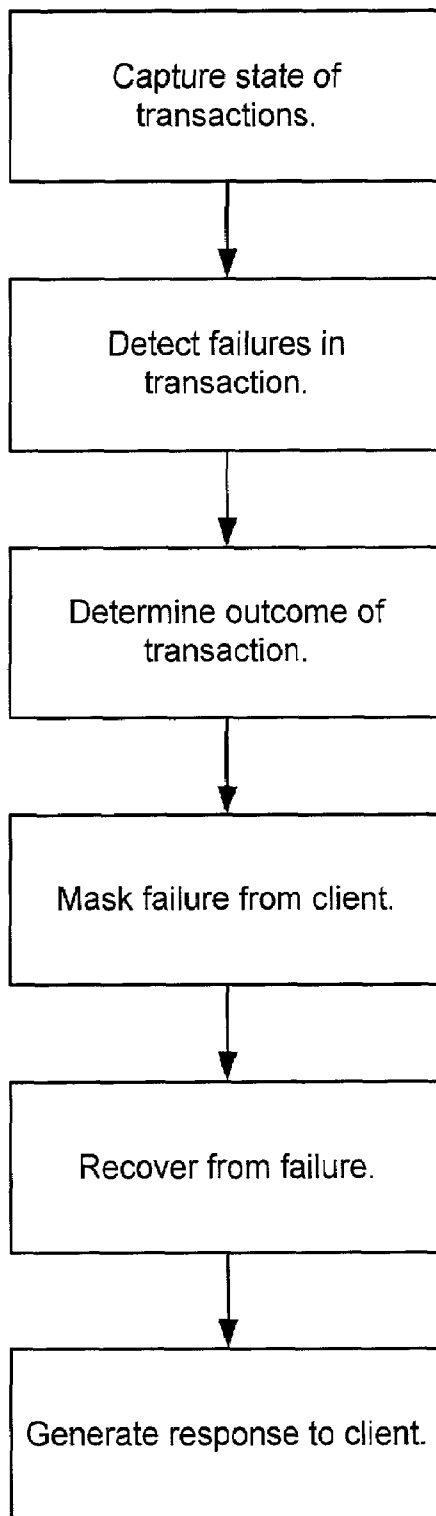 Capture state of
transactions.
Detect failures in
transaction.
Determine outcome of
transaction.
Mask failure from client.
Recover from failure.
Generate response to client.